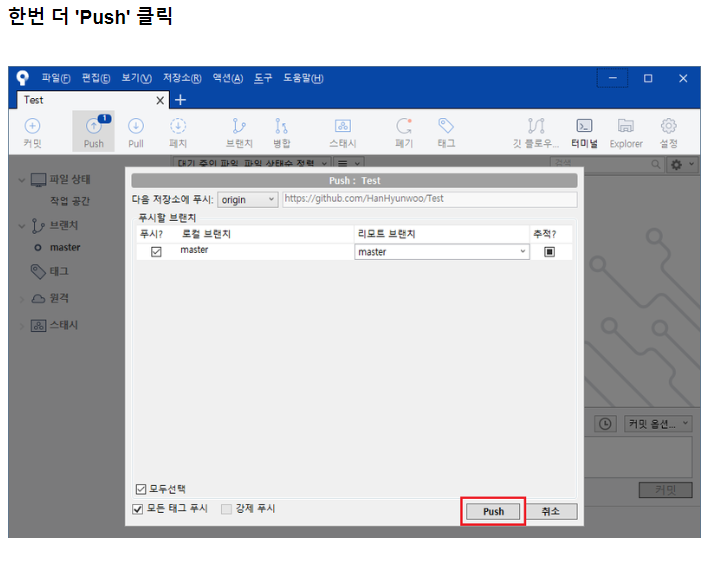 한번 더 'Push' 클릭
파일(F) 편집(E) 보기(V) 저장소(R) 액션(A) 도구 도움말(H)
Test
1
커밋 Push Pull 패치 브랜치 병합 스태시 폐기 태그 깃 플로우... 터미널 Explorer 설정
대기 중인 파일, 파일 상태순 정렬 검색
Push : Test
다음 저장소에 푸시: origin https://github.com/HanHyunwoo/Test
푸시할 브랜치
푸시? 로컬 브랜치 리모트 브랜치 추적?
master master
파일 상태
작업 공간
브랜치
master
태그
원격
스태시
커밋 옵션...
커밋
모두선택
모든 태그 푸시 강제 푸시
Push 취소